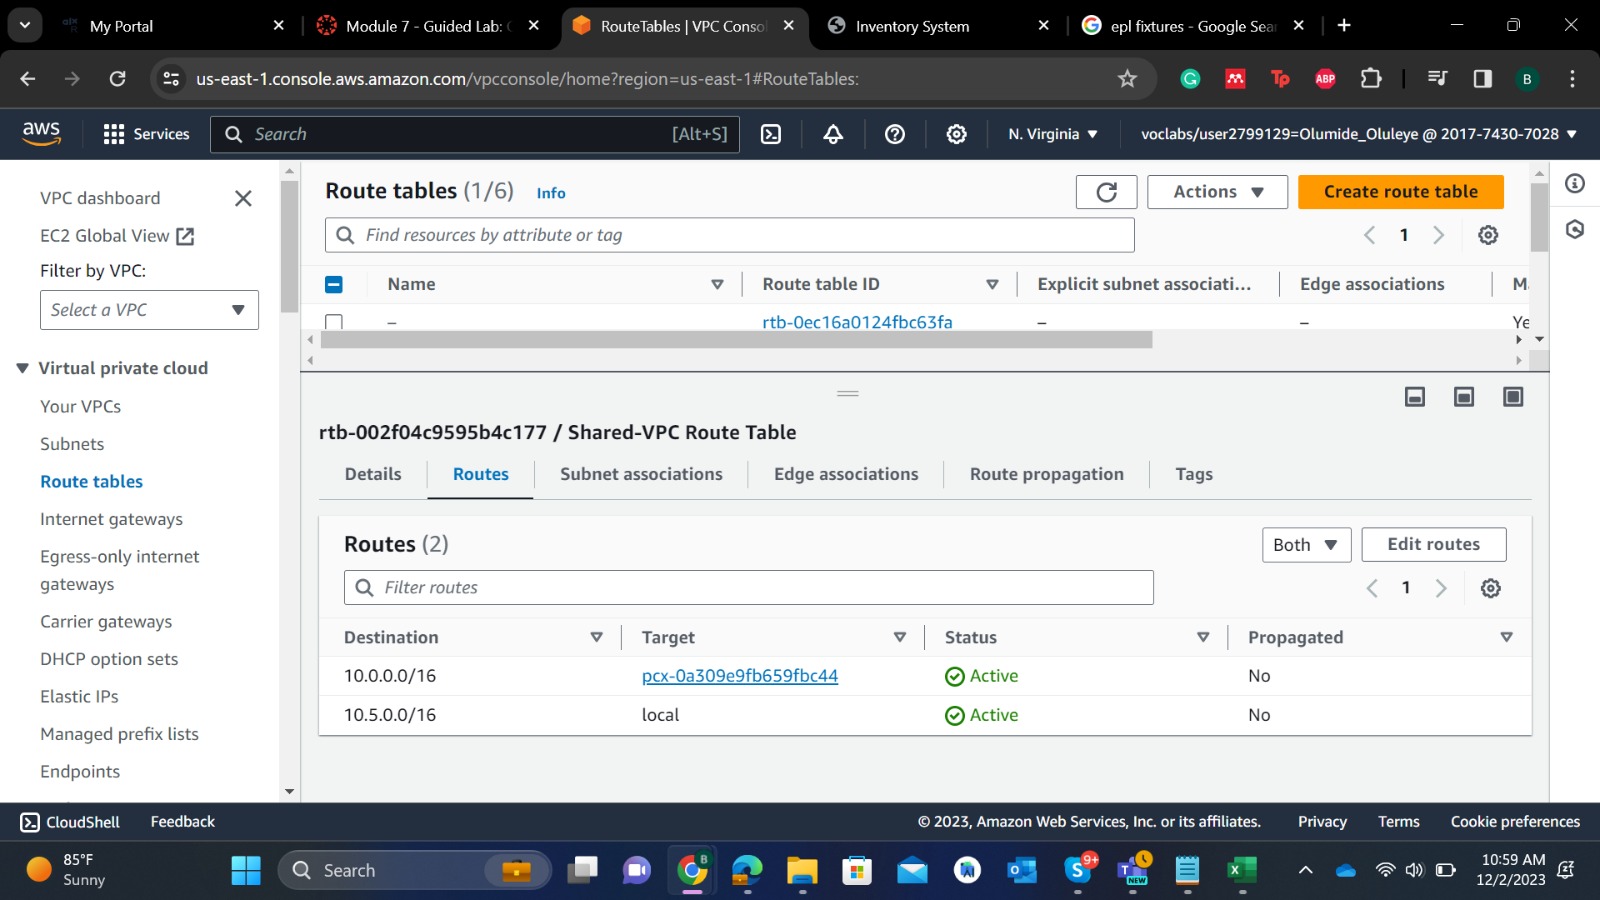 My Portal
Module 7 - Guided Lab: C
RouteTables | VPC Consol
Inventory System
epl fixtures - Google Sear
us-east-1.console.aws.amazon.com/vpcconsole/home?region=us-east-1#RouteTables:
G
Tp
ABP
B
aws
Services
Search
[Alt+S]
N. Virginia
voclabs/user2799129=Olumide_Oluleye @ 2017-7430-7028
VPC dashboard
EC2 Global View
Filter by VPC:
Select a VPC
Virtual private cloud
Your VPCs
Subnets
Route tables
Internet gateways
Egress-only internet
gateways
Carrier gateways
DHCP option sets
Elastic IPs
Managed prefix lists
Endpoints
Route tables (1/6) Info
Actions
Create route table
Find resources by attribute or tag
1
Name
Route table ID
Explicit subnet associati...
Edge associations
M
–
rtb-0ec16a0124fbc63fa
–
–
Ye
rtb-002f04c9595b4c177 / Shared-VPC Route Table
Details
Routes
Subnet associations
Edge associations
Route propagation
Tags
Routes (2)
Both
Edit routes
Filter routes
1
Destination
Target
Status
Propagated
10.0.0.0/16
pcx-0a309e9fb659fbc44
Active
No
10.5.0.0/16
local
Active
No
CloudShell
Feedback
© 2023, Amazon Web Services, Inc. or its affiliates.
Privacy
Terms
Cookie preferences
85°F
Sunny
Search
B
9+
NEW
10:59 AM
12/2/2023